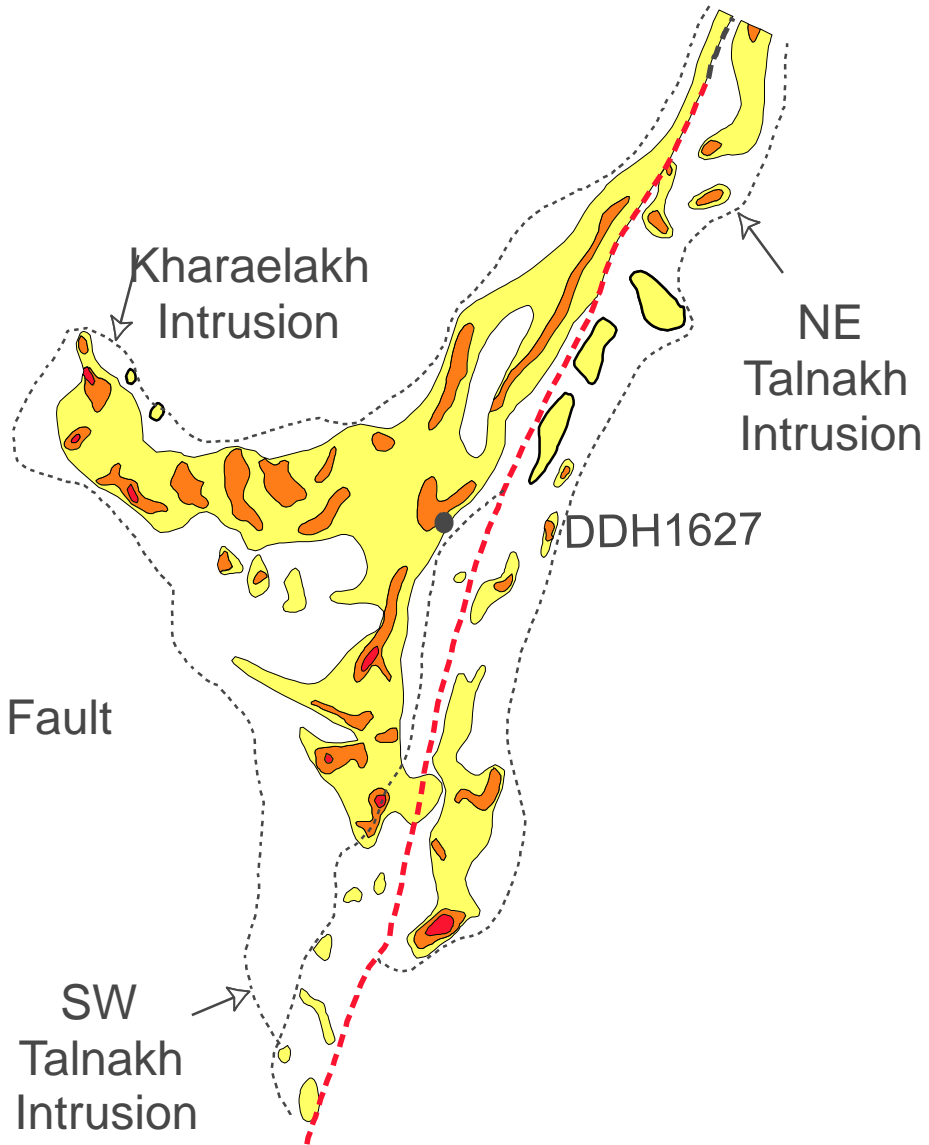 Kharaelakh
Intrusion
NE
Talnakh
Intrusion
DDH1627
Fault
SW
Talnakh
Intrusion